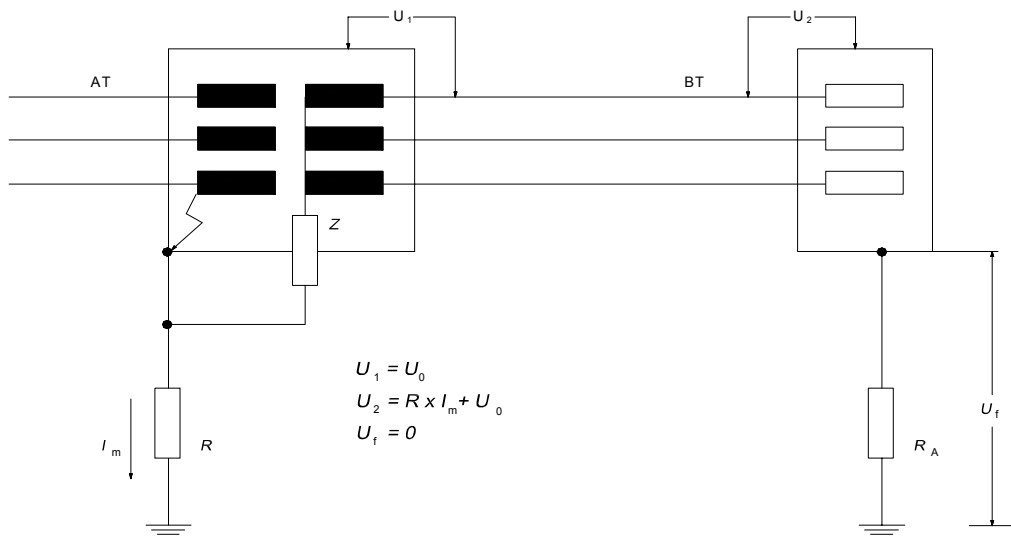 U1
U2
AT
BT
Z
U1 = U0
U2 = R x Im + U0
Uf = 0
Im
R
RA
Uf